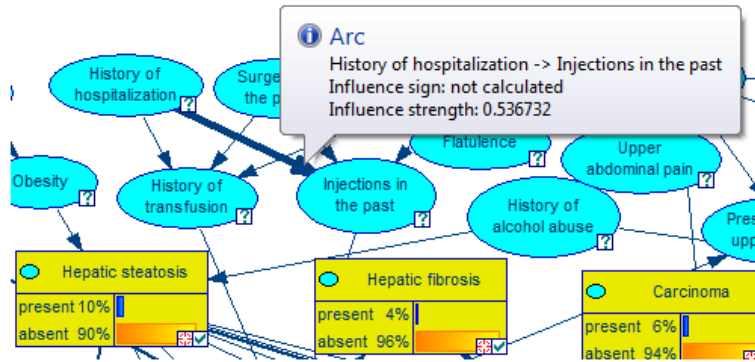 Arc
History of hospitalization -> Injections in the past
Influence sign: not calculated
Influence strength: 0.536732
History of
hospitalization
?
the p
?
Flatulence
?
Upper
abdominal pain
?
Obesity
?
History of
transfusion
?
Injections in
the past
?
History of
alcohol abuse
?
Hepatic steatosis
present 10%
absent 90%
Hepatic fibrosis
present 4%
absent 96%
Carcinoma
present 6%
absent 94%